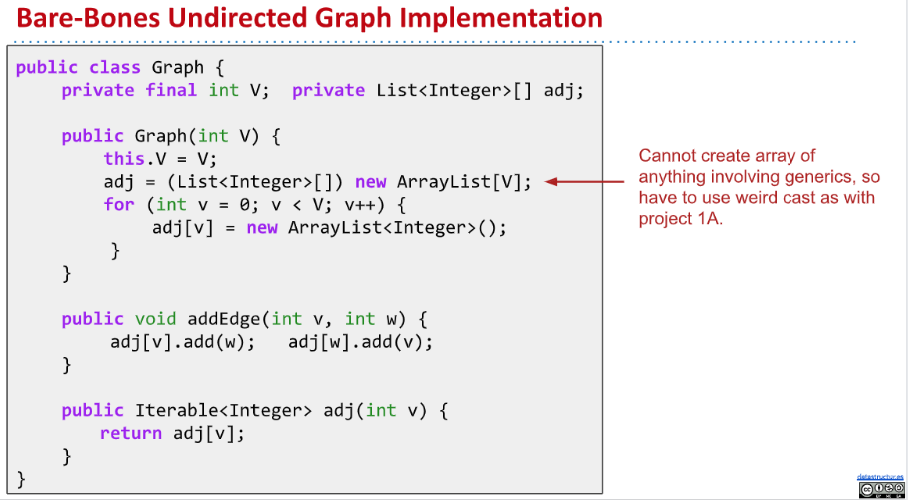 Bare-Bones Undirected Graph Implementation
public class Graph {
private final int V;  private List<Integer>[] adj;
public Graph(int V) {
this.V = V;
adj = (List<Integer>[]) new ArrayList[V];
for (int v = 0; v < V; v++) {
adj[v] = new ArrayList<Integer>();
}
}
public void addEdge(int v, int w) {
adj[v].add(w);   adj[w].add(v);
}
public Iterable<Integer> adj(int v) {
return adj[v];
}
}
Cannot create array of
anything involving generics, so
have to use weird cast as with
project 1A.
datastructur.es